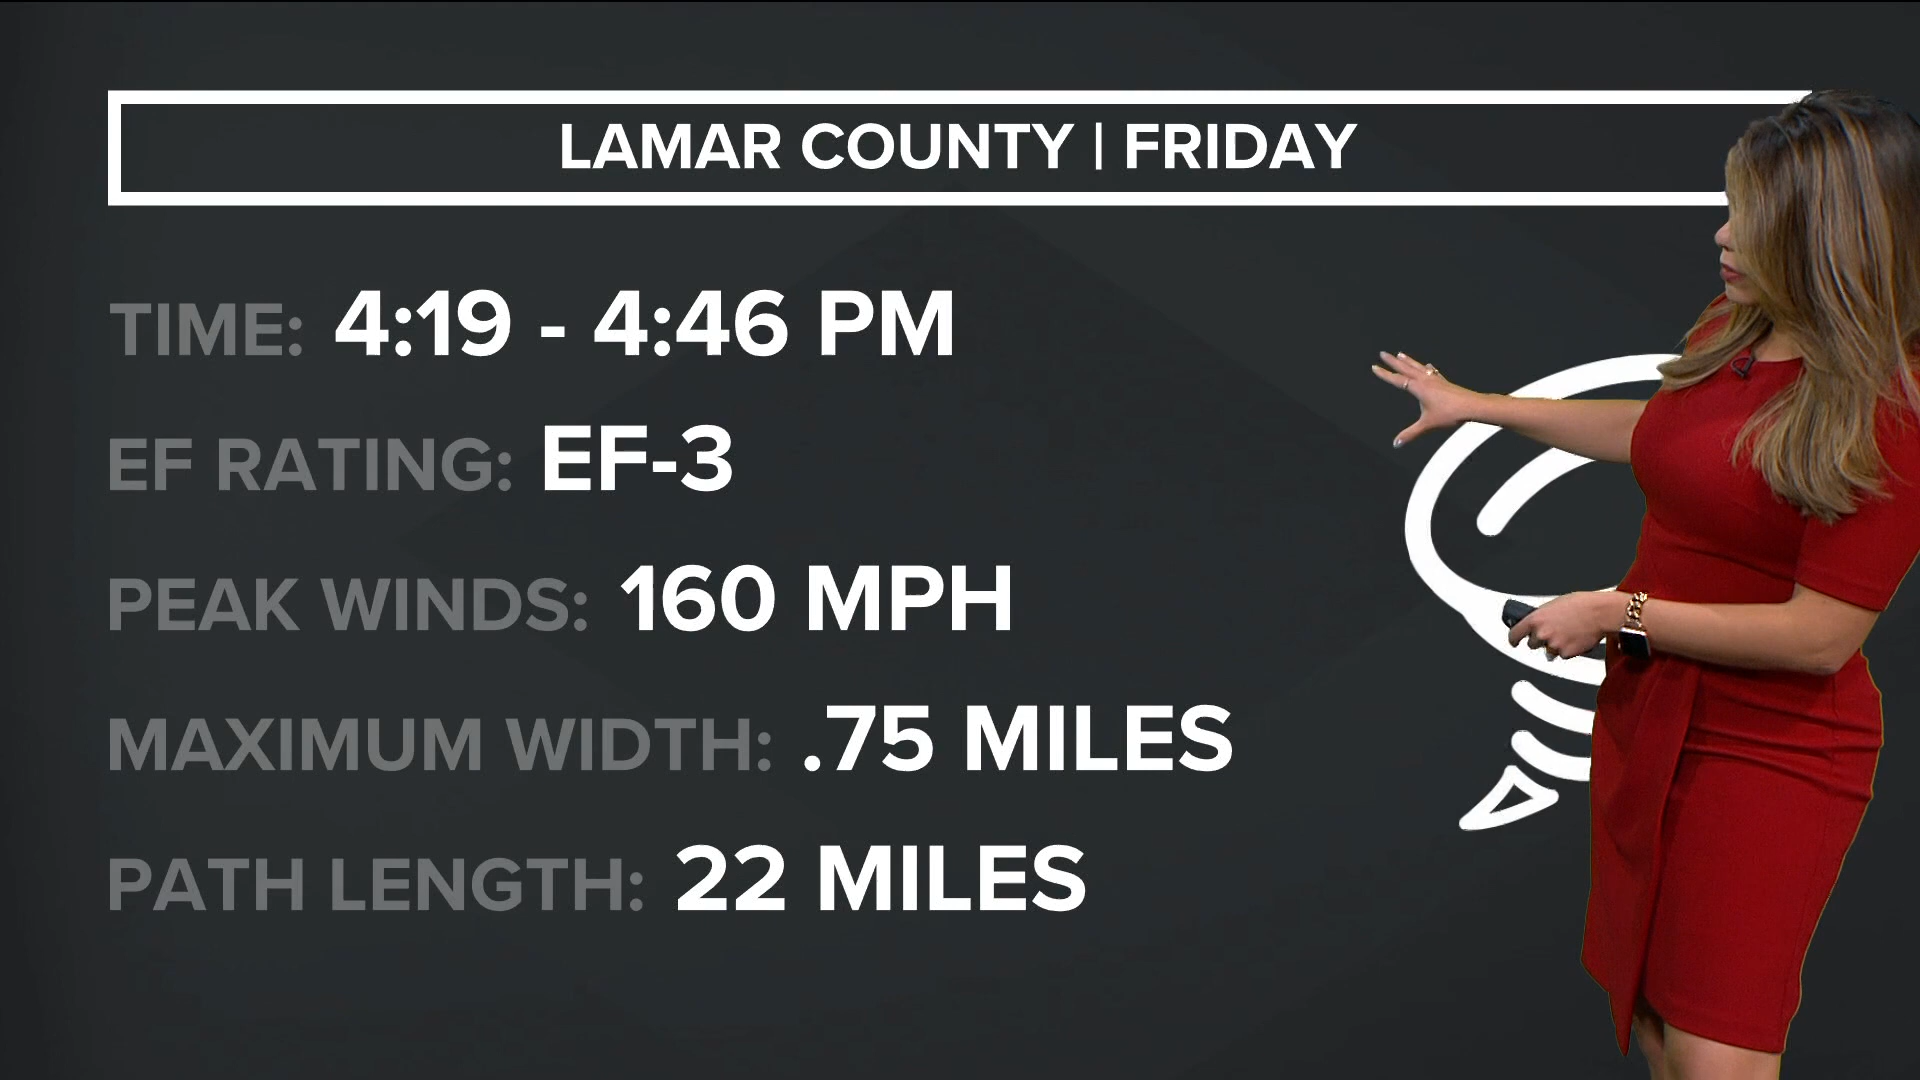 LAMAR COUNTY | FRIDAY
TIME: 4:19 - 4:46 PM
EF RATING: EF-3
PEAK WINDS: 160 MPH
MAXIMUM WIDTH: .75 MILES
PATH LENGTH: 22 MILES